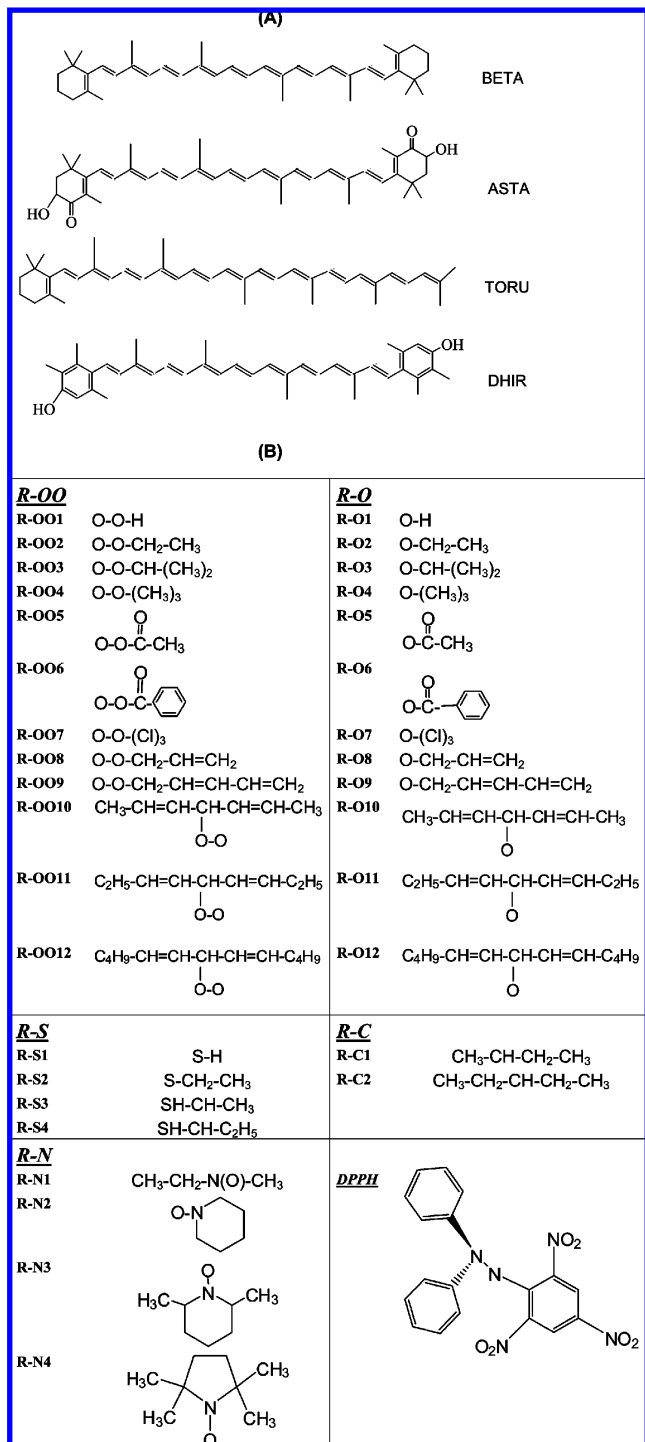 (A)
BETA
O
OH
ASTA
HO
O
TORU
OH
DHIR
HO
(B)
R-OO
R-OO1 O-O-H
R-OO2 O-O-CH₂-CH₃
R-OO3 O-O-CH-(CH₃)₂
R-OO4 O-O-(CH₃)₃
R-OO5 O
O-O-C-CH₃
R-OO6 O
O-O-C
R-OO7 O-O-(Cl)₃
R-OO8 O-O-CH₂-CH=CH₂
R-OO9 O-O-CH₂-CH=CH-CH=CH₂
R-OO10 CH₃-CH=CH-CH-CH=CH-CH₃
O-O
R-OO11 C₂H₅-CH=CH-CH-CH=CH-C₂H₅
O-O
R-OO12 C₄H₉-CH=CH-CH-CH=CH-C₄H₉
O-O
R-O
R-O1 O-H
R-O2 O-CH₂-CH₃
R-O3 O-CH-(CH₃)₂
R-O4 O-(CH₃)₃
R-O5 O
O-C-CH₃
R-O6 O
O-C-
R-O7 O-(Cl)₃
R-O8 O-CH₂-CH=CH₂
R-O9 O-CH₂-CH=CH-CH=CH₂
R-O10 CH₃-CH=CH-CH-CH=CH-CH₃
O
R-O11 C₂H₅-CH=CH-CH-CH=CH-C₂H₅
O
R-O12 C₄H₉-CH=CH-CH-CH=CH-C₄H₉
O
R-S
R-S1 S-H
R-S2 S-CH₂-CH₃
R-S3 SH-CH-CH₃
R-S4 SH-CH-C₂H₅
R-C
R-C1 CH₃-CH-CH₂-CH₃
R-C2 CH₃-CH₂-CH-CH₂-CH₃
R-N
R-N1 CH₃-CH₂-N(O)-CH₃
R-N2 O-N
R-N3 O
H₃C N CH₃
R-N4 H₃C CH₃
H₃C N CH₃
O
DPPH
N N
NO₂
O₂N
NO₂